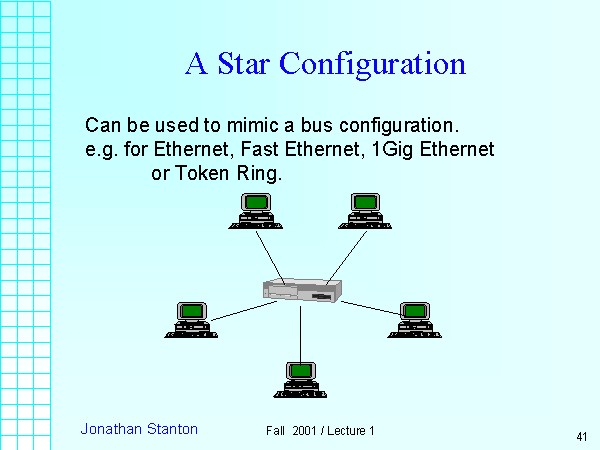 A Star Configuration
Can be used to mimic a bus configuration.
e.g. for Ethernet, Fast Ethernet, 1Gig Ethernet
or Token Ring.
Jonathan Stanton
Fall 2001 / Lecture 1
41